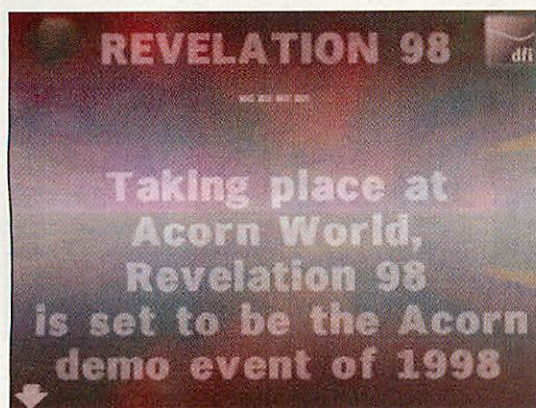 REVELATION 98
dfi
Taking place at
Acorn World,
Revelation 98
is set to be the Acorn
demo event of 1998